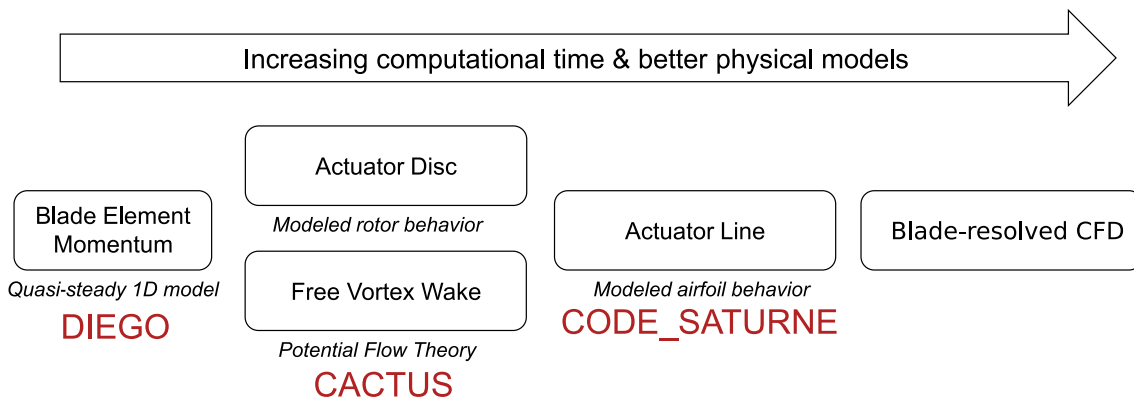 Increasing computational time & better physical models
Blade Element
Momentum
Quasi-steady 1D model
DIEGO
Actuator Disc
Modeled rotor behavior
Free Vortex Wake
Potential Flow Theory
CACTUS
Actuator Line
Modeled airfoil behavior
CODE_SATURNE
Blade-resolved CFD